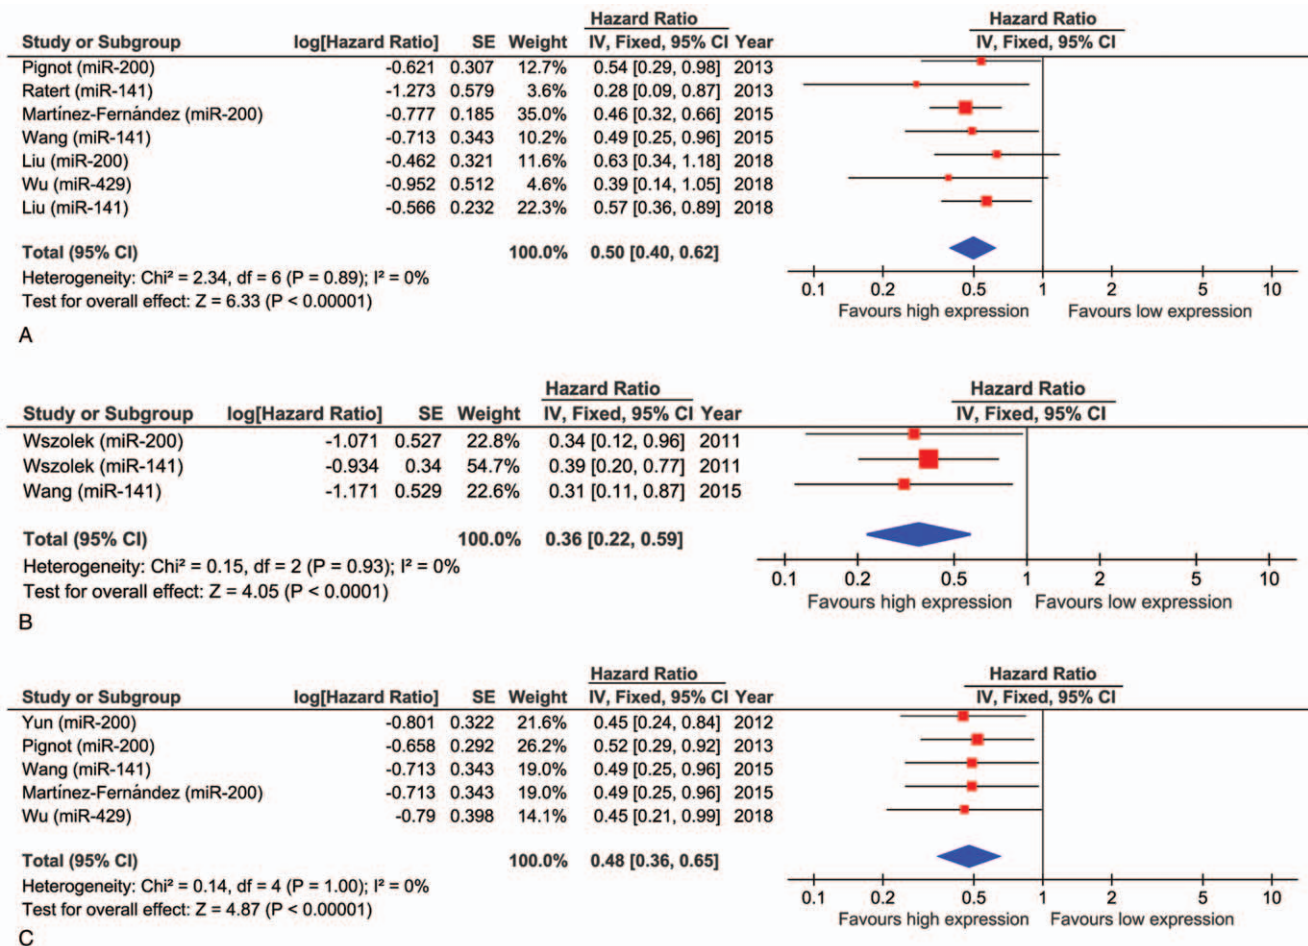 Hazard Ratio Hazard Ratio
Study or Subgroup log[Hazard Ratio] SE Weight IV, Fixed, 95% CI Year IV, Fixed, 95% CI
Pignot (miR-200) -0.621 0.307 12.7% 0.54 [0.29, 0.98] 2013
Ratert (miR-141) -1.273 0.579 3.6% 0.28 [0.09, 0.87] 2013
Martínez-Fernández (miR-200) -0.777 0.185 35.0% 0.46 [0.32, 0.66] 2015
Wang (miR-141) -0.713 0.343 10.2% 0.49 [0.25, 0.96] 2015
Liu (miR-200) -0.462 0.321 11.6% 0.63 [0.34, 1.18] 2018
Wu (miR-429) -0.952 0.512 4.6% 0.39 [0.14, 1.05] 2018
Liu (miR-141) -0.566 0.232 22.3% 0.57 [0.36, 0.89] 2018
Total (95% CI) 100.0% 0.50 [0.40, 0.62]
Heterogeneity: Chi² = 2.34, df = 6 (P = 0.89); I² = 0%
Test for overall effect: Z = 6.33 (P < 0.00001)
0.1 0.2 0.5 1 2 5 10
Favours high expression Favours low expression
A
Hazard Ratio Hazard Ratio
Study or Subgroup log[Hazard Ratio] SE Weight IV, Fixed, 95% CI Year IV, Fixed, 95% CI
Wszolek (miR-200) -1.071 0.527 22.8% 0.34 [0.12, 0.96] 2011
Wszolek (miR-141) -0.934 0.34 54.7% 0.39 [0.20, 0.77] 2011
Wang (miR-141) -1.171 0.529 22.6% 0.31 [0.11, 0.87] 2015
Total (95% CI) 100.0% 0.36 [0.22, 0.59]
Heterogeneity: Chi² = 0.15, df = 2 (P = 0.93); I² = 0%
Test for overall effect: Z = 4.05 (P < 0.0001)
0.1 0.2 0.5 1 2 5 10
Favours high expression Favours low expression
B
Hazard Ratio Hazard Ratio
Study or Subgroup log[Hazard Ratio] SE Weight IV, Fixed, 95% CI Year IV, Fixed, 95% CI
Yun (miR-200) -0.801 0.322 21.6% 0.45 [0.24, 0.84] 2012
Pignot (miR-200) -0.658 0.292 26.2% 0.52 [0.29, 0.92] 2013
Wang (miR-141) -0.713 0.343 19.0% 0.49 [0.25, 0.96] 2015
Martínez-Fernández (miR-200) -0.713 0.343 19.0% 0.49 [0.25, 0.96] 2015
Wu (miR-429) -0.79 0.398 14.1% 0.45 [0.21, 0.99] 2018
Total (95% CI) 100.0% 0.48 [0.36, 0.65]
Heterogeneity: Chi² = 0.14, df = 4 (P = 1.00); I² = 0%
Test for overall effect: Z = 4.87 (P < 0.00001)
0.1 0.2 0.5 1 2 5 10
Favours high expression Favours low expression
C